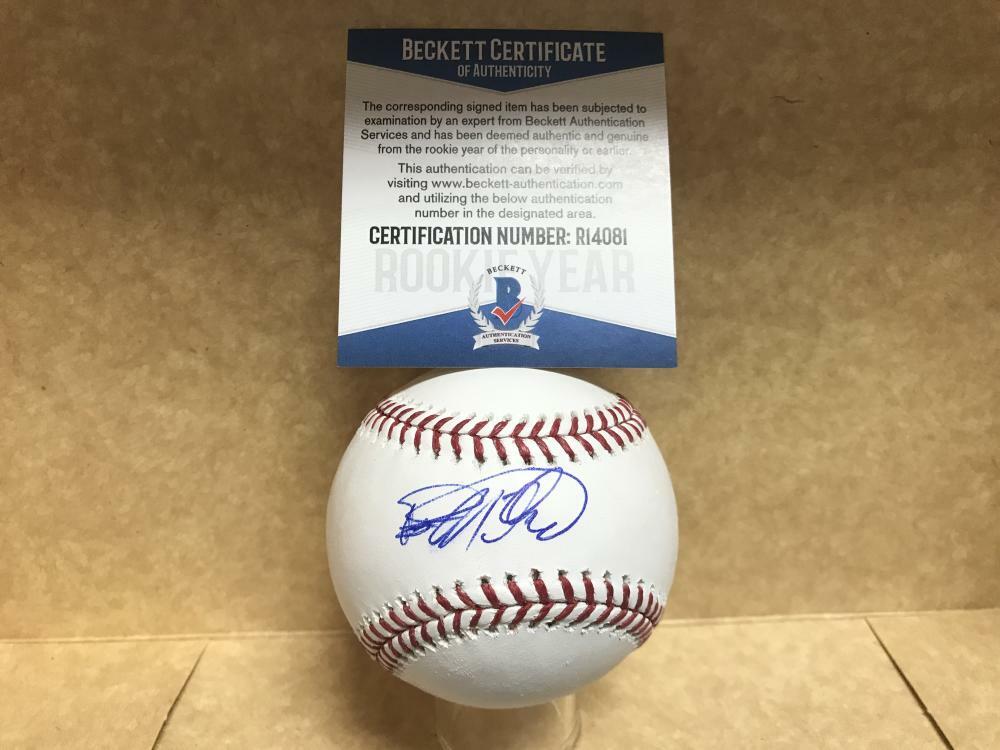 BECKETT CERTIFICATE
OF AUTHENTICITY
The corresponding signed item has been subjected to
examination by an expert from Beckett Authentication
Services and has been deemed authentic and genuine
from the rookie year of the personality or earlier.
This authentication can be verified by
visiting www.beckett-authentication.com
and utilizing the below authentication
number in the designated area.
CERTIFICATION NUMBER: R14081
ROOKIE YEAR
BECKETT
B
AUTHENTICATION
SERVICES